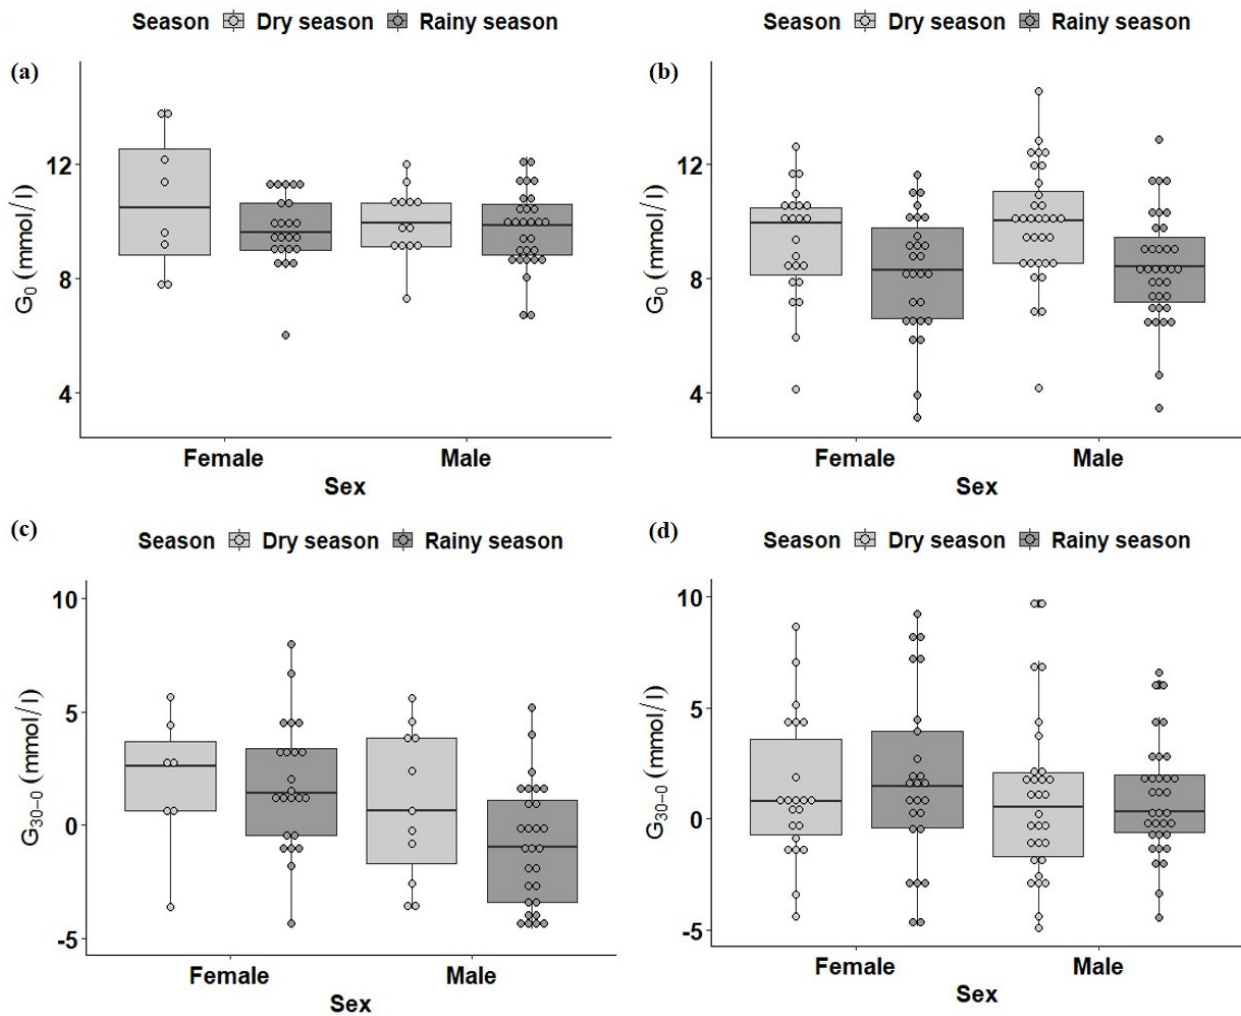 Season Dry season Rainy season
(a)
G0 (mmol/l)
12
8
4
Female Male
Sex
Season Dry season Rainy season
(b)
G0 (mmol/l)
12
8
4
Female Male
Sex
(c)
Season Dry season Rainy season
G30−0 (mmol/l)
10
5
0
-5
Female Male
Sex
(d)
Season Dry season Rainy season
G30−0 (mmol/l)
10
5
0
-5
Female Male
Sex